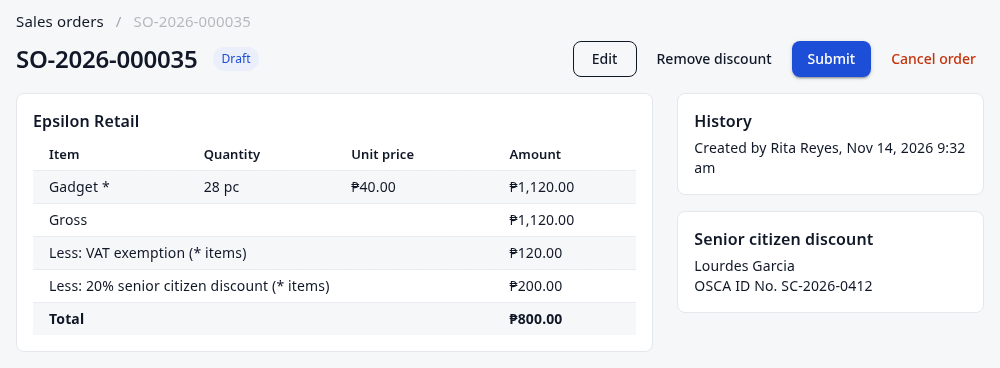 Sales orders / SO-2026-000035
SO-2026-000035 Draft Edit Remove discount Submit Cancel order
Epsilon Retail
Item Quantity Unit price Amount
Gadget * 28 pc ₱40.00 ₱1,120.00
Gross ₱1,120.00
Less: VAT exemption (* items) ₱120.00
Less: 20% senior citizen discount (* items) ₱200.00
Total ₱800.00
History
Created by Rita Reyes, Nov 14, 2026 9:32
am
Senior citizen discount
Lourdes Garcia
OSCA ID No. SC-2026-0412